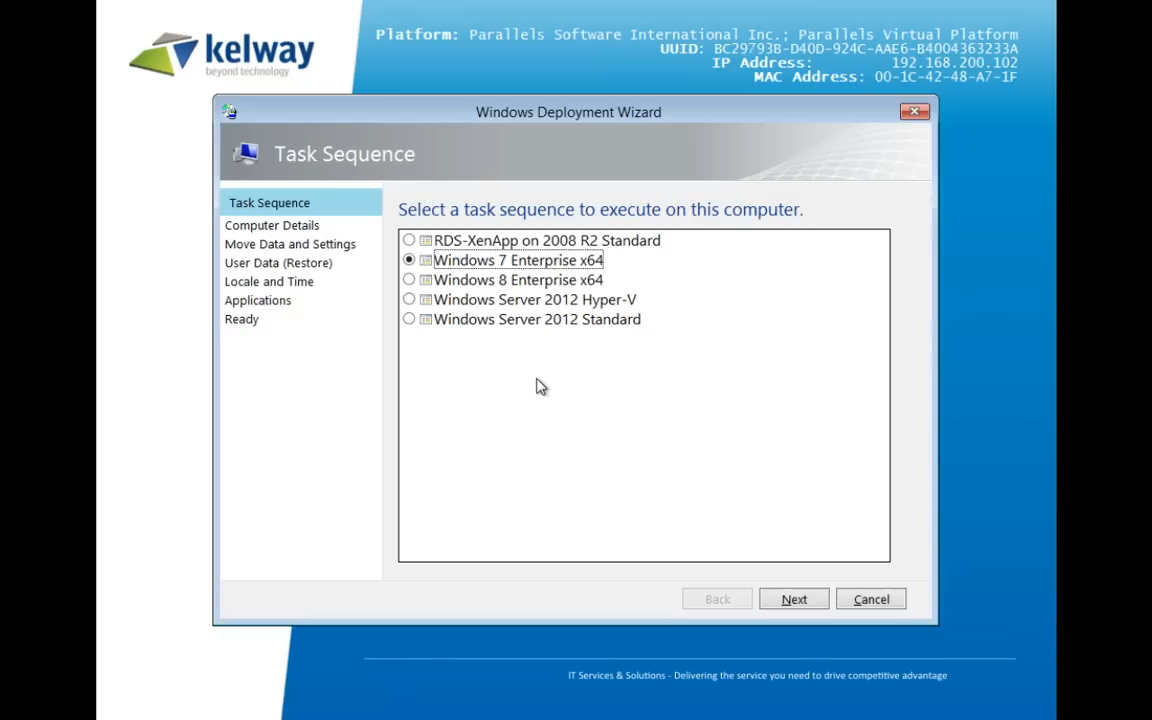 kelway
beyond technology
Platform: Parallels Software International Inc.; Parallels Virtual Platform
UUID: BC29793B-D40D-924C-AAE6-B4004363233A
IP Address: 192.168.200.102
MAC Address: 00-1C-42-48-A7-1F
Windows Deployment Wizard
Task Sequence
Task Sequence
Computer Details
Move Data and Settings
User Data (Restore)
Locale and Time
Applications
Ready
Select a task sequence to execute on this computer.
RDS-XenApp on 2008 R2 Standard
Windows 7 Enterprise x64
Windows 8 Enterprise x64
Windows Server 2012 Hyper-V
Windows Server 2012 Standard
Back
Next
Cancel
IT Services & Solutions - Delivering the service you need to drive competitive advantage